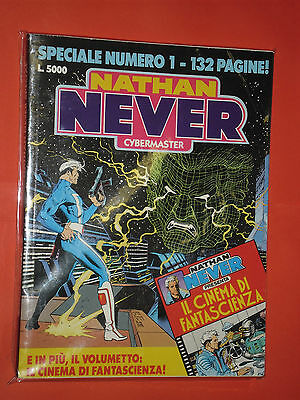 SPECIALE NUMERO 1 - 132 PAGINE!
L. 5000
NATHAN
NEVER
CYBERMASTER
NATHAN
NEVER
PRESENTA
IL CINEMA DI
FANTASCIENZA
E IN PIÙ, IL VOLUMETTO:
IL CINEMA DI FANTASCIENZA!